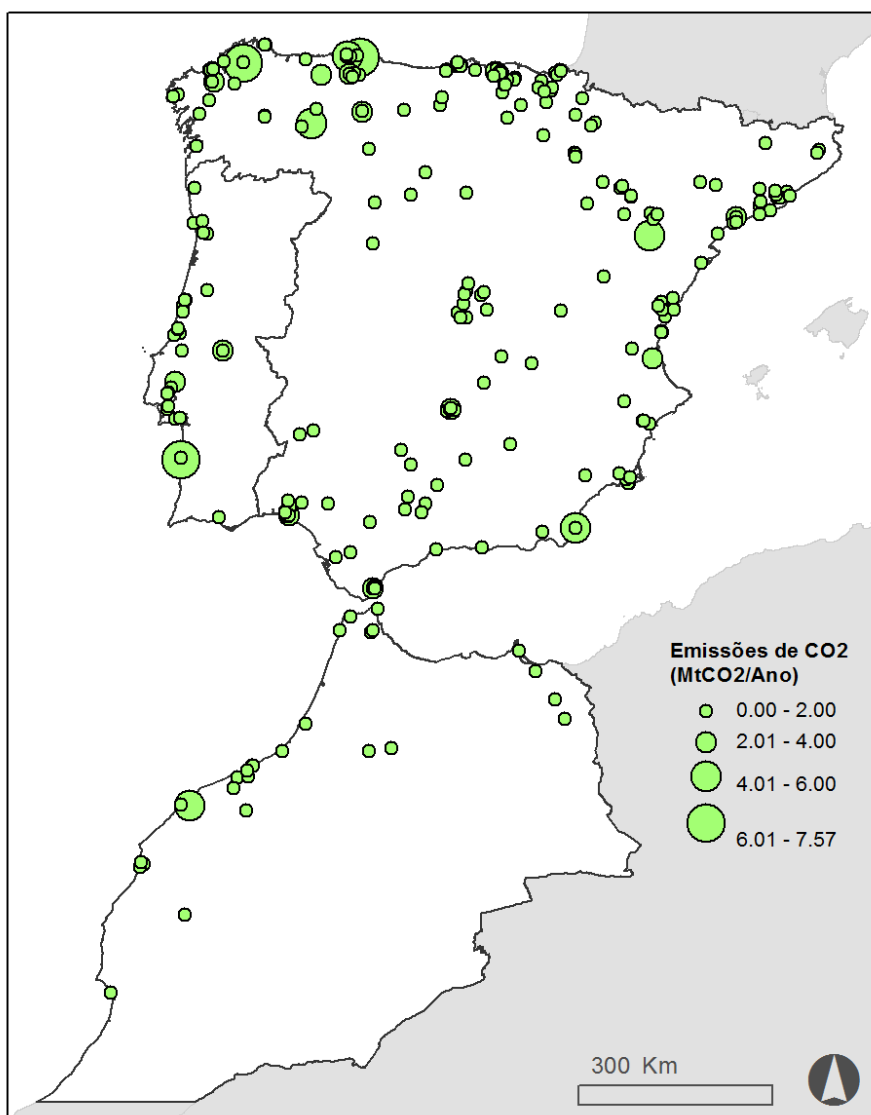 Emissões de CO2
(MtCO2/Ano)
0.00 - 2.00
2.01 - 4.00
4.01 - 6.00
6.01 - 7.57
300 Km